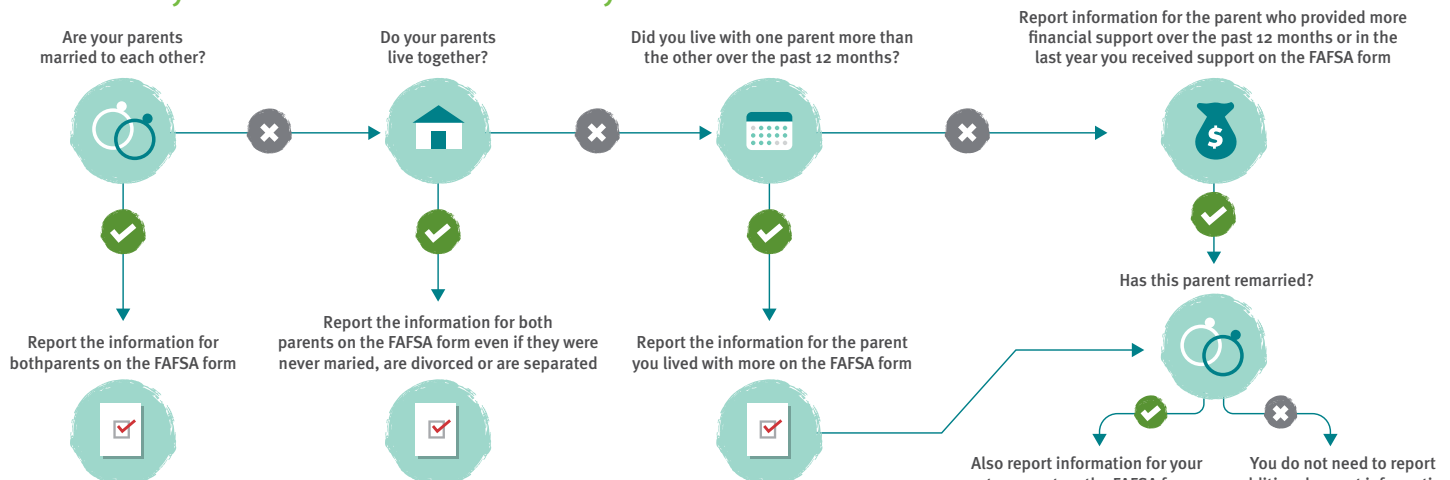 Are your parents
married to each other?
Do your parents
live together?
Did you live with one parent more than
the other over the past 12 months?
Report information for the parent who provided more
financial support over the past 12 months or in the
last year you received support on the FAFSA form
$
Has this parent remarried?
Report the information for
bothparents on the FAFSA form
Report the information for both
parents on the FAFSA form even if they were
never maried, are divorced or are separated
Report the information for the parent
you lived with more on the FAFSA form
Also report information for your
You do not need to report